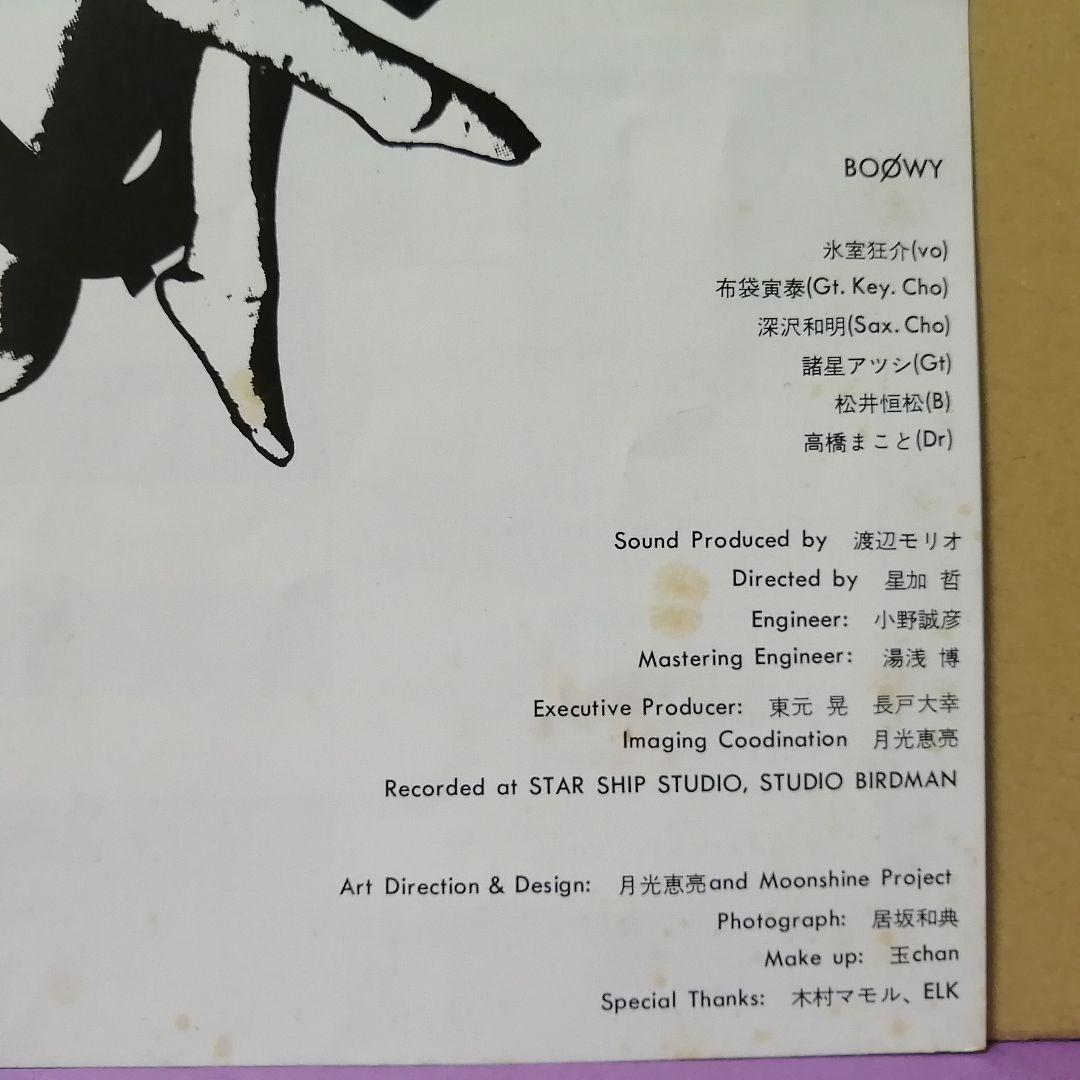 BOØWY
氷室狂介(vo)
布袋寅泰(Gt. Key. Cho)
深沢和明(Sax. Cho)
諸星アツシ(Gt)
松井恒松(B)
高橋まこと(Dr)
Sound Produced by 渡辺モリオ
Directed by 星加 哲
Engineer: 小野誠彦
Mastering Engineer: 湯浅 博
Executive Producer: 東元 晃 長戸大幸
Imaging Coodination 月光恵亮
Recorded at STAR SHIP STUDIO, STUDIO BIRDMAN
Art Direction & Design: 月光恵亮and Moonshine Project
Photograph: 居坂和典
Make up: 玉chan
Special Thanks: 木村マモル、ELK